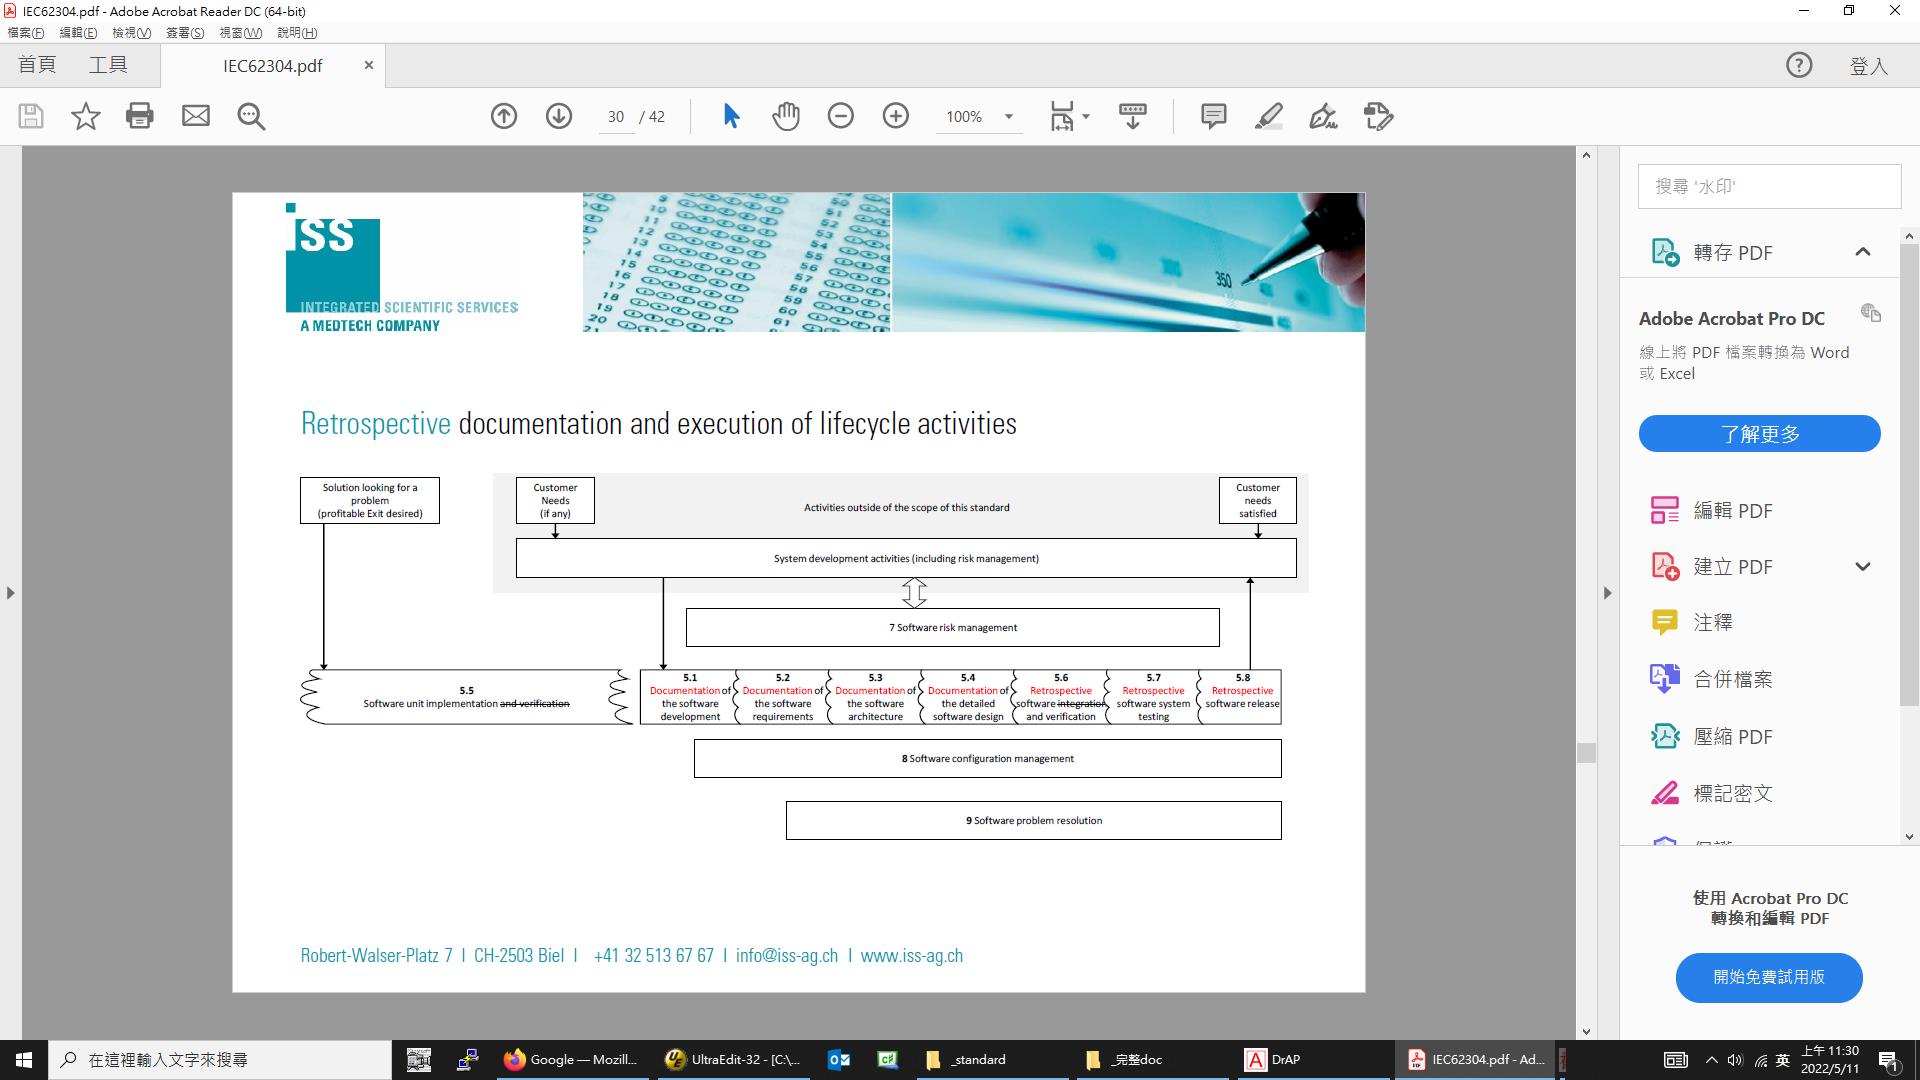 IEC62304.pdf - Adobe Acrobat Reader DC (64-bit)
檔案(F) 編輯(E) 檢視(V) 簽署(S) 視窗(W) 說明(H)
首頁 工具 IEC62304.pdf × 登入
30 / 42 100%
搜尋 '水印'
轉存 PDF
Adobe Acrobat Pro DC
線上將 PDF 檔案轉換為 Word
或 Excel
了解更多
編輯 PDF
建立 PDF
注釋
合併檔案
壓縮 PDF
標記密文
使用 Acrobat Pro DC
轉換和編輯 PDF
開始免費試用版
iss
INTEGRATED SCIENTIFIC SERVICES
A MEDTECH COMPANY
350
Retrospective documentation and execution of lifecycle activities
Solution looking for a
problem
(profitable Exit desired)
Customer
Needs
(if any)
Activities outside of the scope of this standard
Customer
needs
satisfied
System development activities (including risk management)
7 Software risk management
5.5
Software unit implementation and verification
5.1
Documentation of
the software
development
5.2
Documentation of
the software
requirements
5.3
Documentation of
the software
architecture
5.4
Documentation of
the detailed
software design
5.6
Retrospective
software integration
and verification
5.7
Retrospective
software system
testing
5.8
Retrospective
software release
8 Software configuration management
9 Software problem resolution
Robert-Walser-Platz 7 I CH-2503 Biel I +41 32 513 67 67 I info@iss-ag.ch I www.iss-ag.ch
在這裡輸入文字來搜尋
Google — Mozill...
UltraEdit-32 - [C:\...
_standard
_完整doc
DrAP
IEC62304.pdf - Ad...
英
上午 11:30
2022/5/11
1